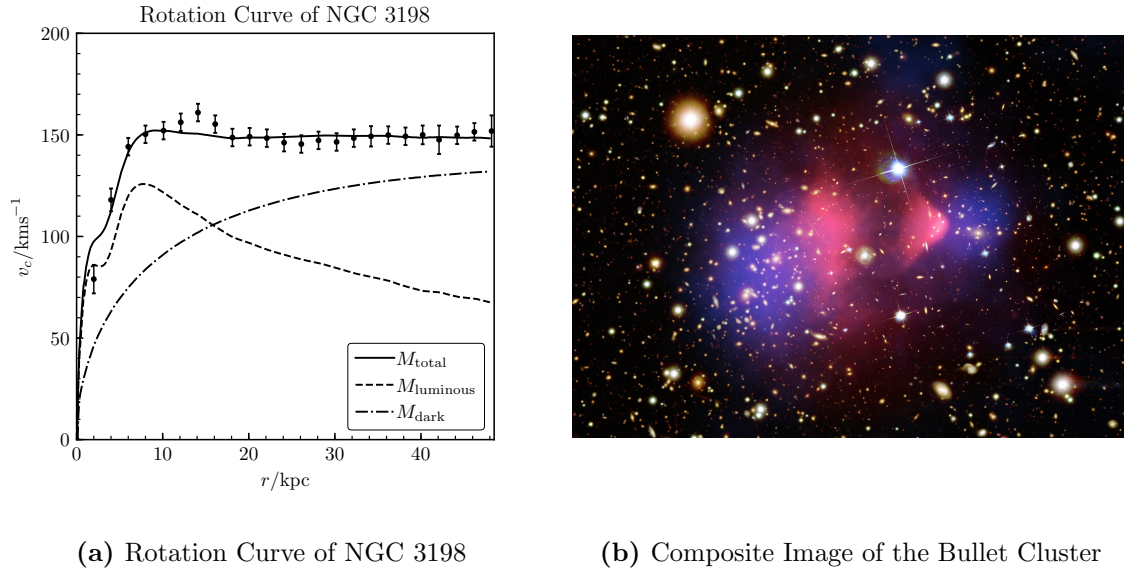 Rotation Curve of NGC 3198
200
150
100
50
0
v_c/kms⁻¹
M_total
M_luminous
M_dark
0 10 20 30 40
r/kpc
(a) Rotation Curve of NGC 3198
(b) Composite Image of the Bullet Cluster